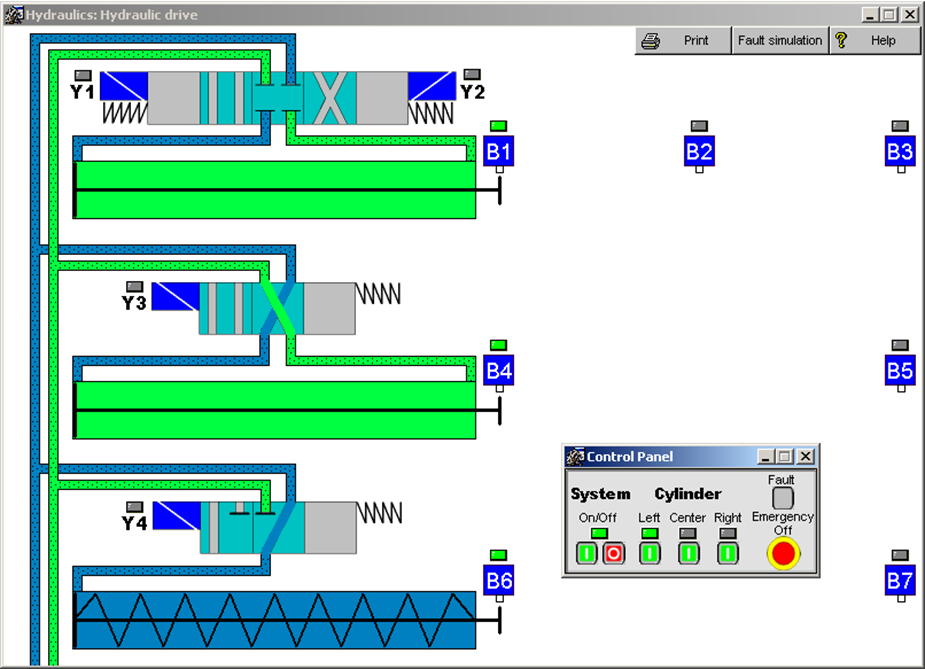 Hydraulics: Hydraulic drive
Print
Fault simulation
? Help
Y1
Y2
B1
B2
B3
Y3
B4
B5
Control Panel
Y4
System Cylinder
Fault
On/Off Left Center Right Emergency
Off
B6
B7